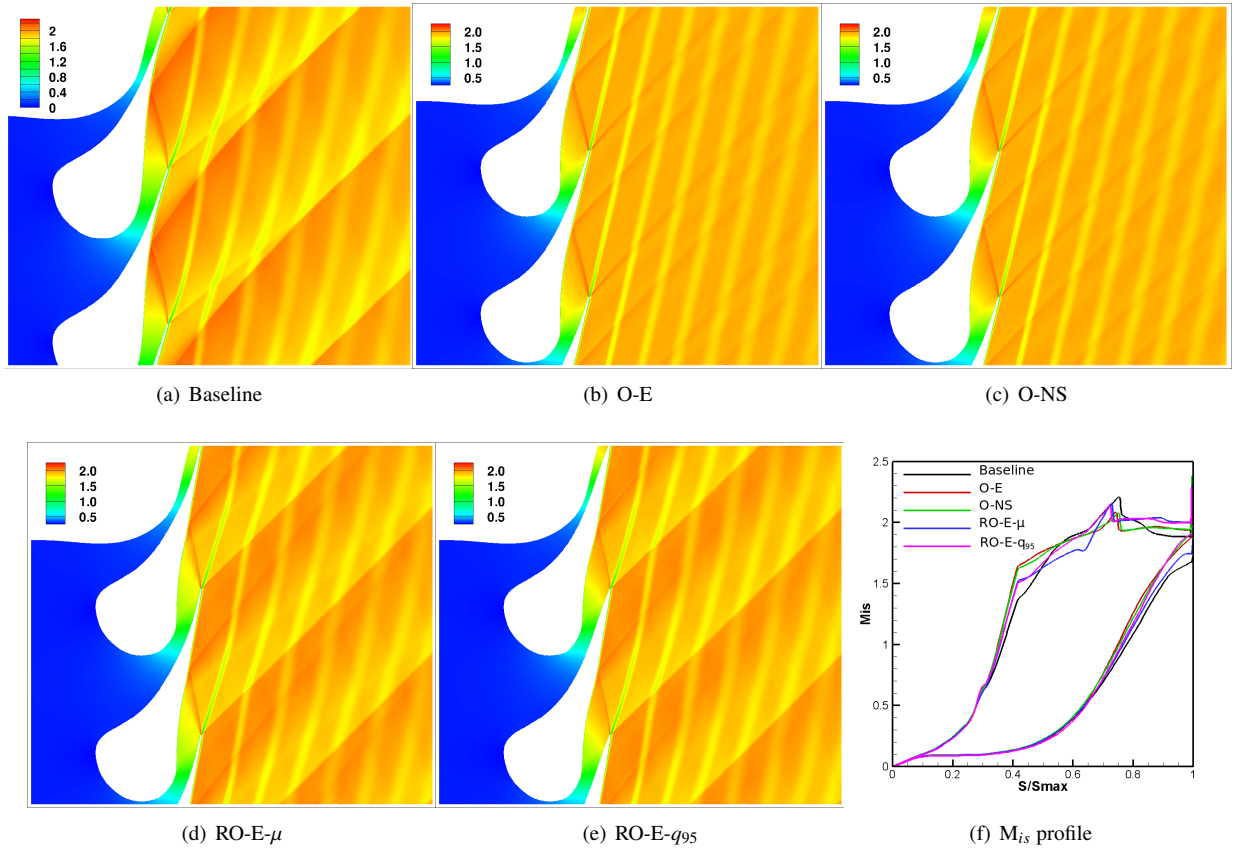 2
1.6
1.2
0.8
0.4
0
2.0
1.5
1.0
0.5
2.0
1.5
1.0
0.5
(a) Baseline
(b) O-E
(c) O-NS
2.0
1.5
1.0
0.5
2.0
1.5
1.0
0.5
2.5
2
1.5
1
0.5
0
Mis
Baseline
O-E
O-NS
RO-E-μ
RO-E-q95
0 0.2 0.4 0.6 0.8 1
S/Smax
(d) RO-E-μ
(e) RO-E-q95
(f) Mis profile